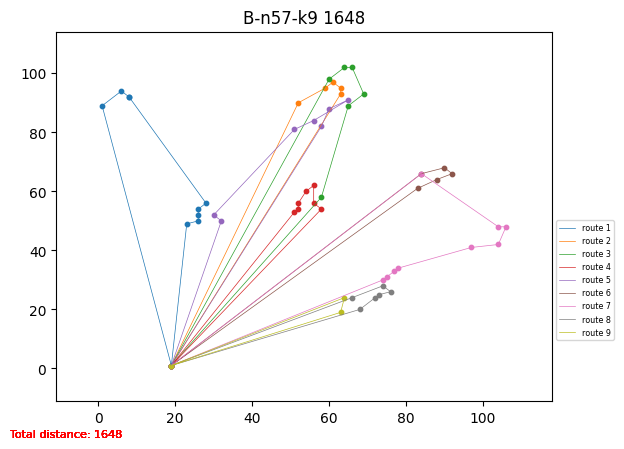 B-n57-k9 1648
100
80
60
40
20
0
0 20 40 60 80 100
route 1
route 2
route 3
route 4
route 5
route 6
route 7
route 8
route 9
Total distance: 1648